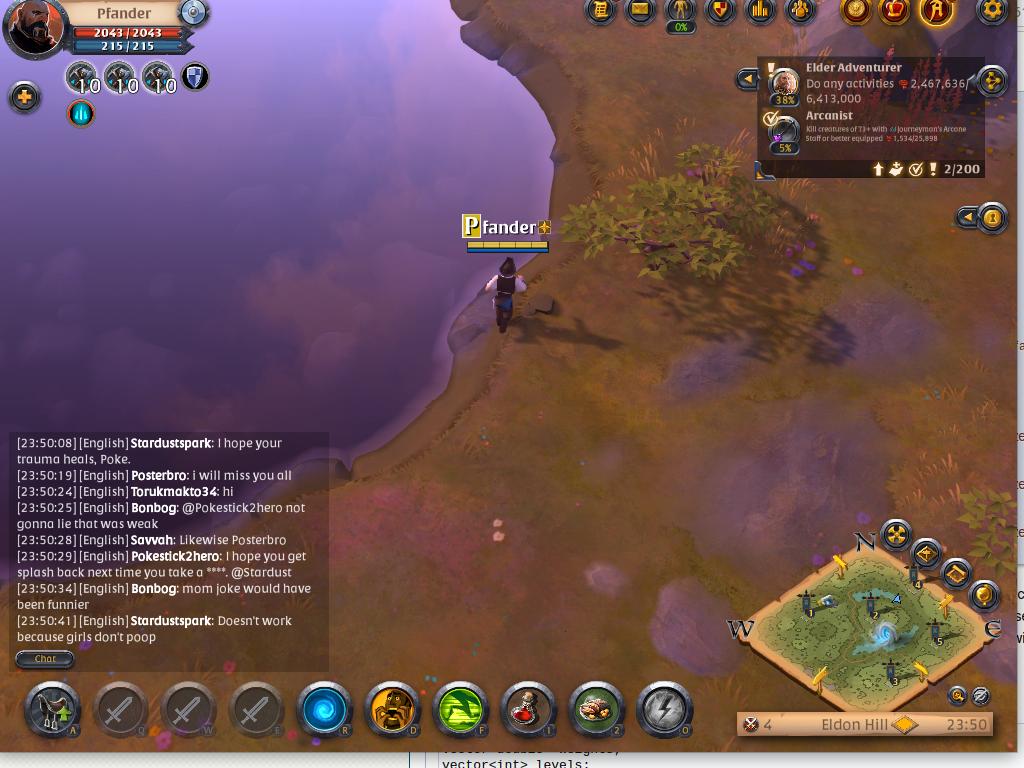 Pfander
2043 / 2043
215 / 215
10 10 10
0%
Elder Adventurer
Do any activities 2,467,636/
6,413,000
38%
Arcanist
Kill creatures of T3+ with Journeyman's Arcane
Staff or better equipped 1,534/25,898
5%
2/200
Pfander
[23:50:08] [English] Stardustspark: I hope your
trauma heals, Poke.
[23:50:19] [English] Posterbro: i will miss you all
[23:50:24] [English] Torukmakto34: hi
[23:50:25] [English] Bonbog: @Pokestick2hero not
gonna lie that was weak
[23:50:28] [English] Savvah: Likewise Posterbro
[23:50:29] [English] Pokestick2hero: I hope you get
splash back next time you take a ****. @Stardust
[23:50:34] [English] Bonbog: mom joke would have
been funnier
[23:50:41] [English] Stardustspark: Doesn't work
because girls don't poop
Chat
N
W
E
1
2
3
4
5
A Q W E R D F 1 2 O
4 Eldon Hill 23:50
vector<int> levels;